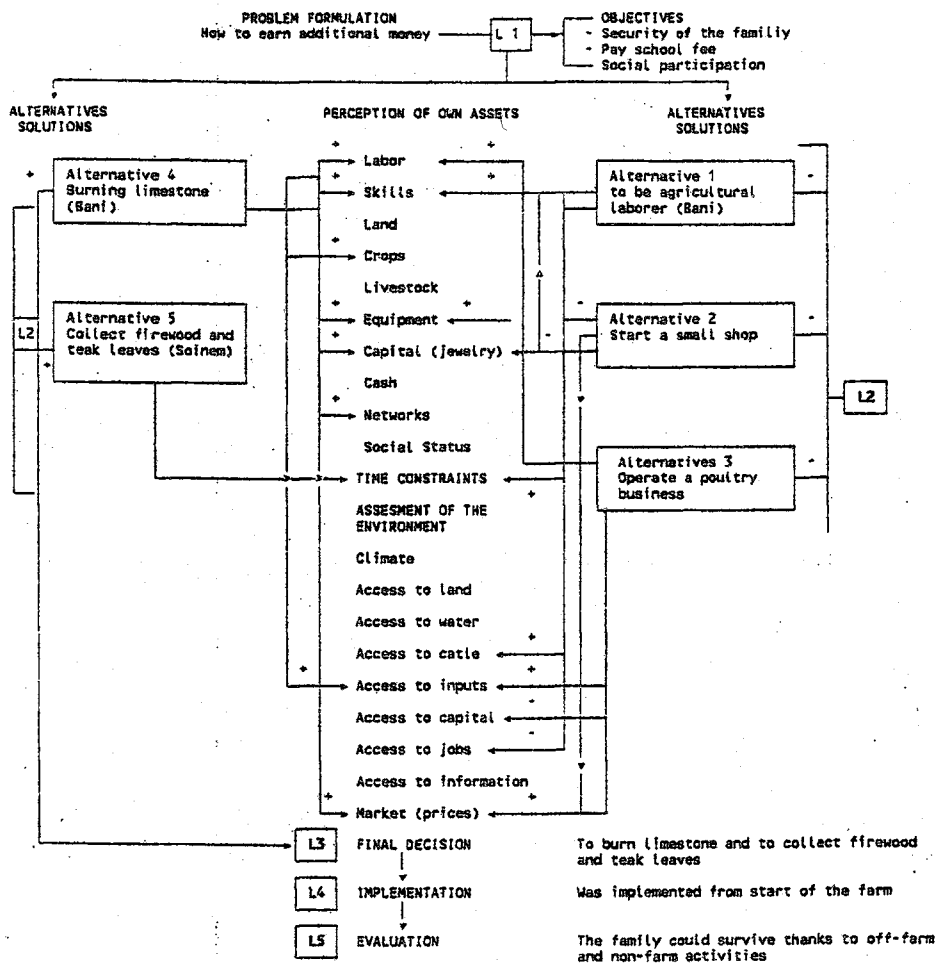 PROBLEM FORMULATION
How to earn additional money
L 1
OBJECTIVES
- Security of the familiy
- Pay school fee
- Social participation
ALTERNATIVES
SOLUTIONS
PERCEPTION OF OWN ASSETS
ALTERNATIVES
SOLUTIONS
+
Alternative 4
Burning limestone
(Bani)
L2
Alternative 5
Collect firewood and
teak leaves (Soinem)
+
+ Labor +
+ Skills +
Land
+
Crops
Livestock
+ +
Equipment
+ -
Capital (jewelry)
Cash
+
Networks
Social Status
TIME CONSTRAINTS
+
ASSESMENT OF THE
ENVIRONMENT
Climate
Access to land
Access to water
+
Access to catle
+ +
Access to inputs
-
Access to capital
-
Access to jobs
Access to information
+ +
Market (prices)
Alternative 1
to be agricultural
laborer (Bani)
-
-
Alternative 2
Start a small shop
-
L2
Alternatives 3
Operate a poultry
business
-
L3 FINAL DECISION To burn limestone and to collect firewood
and teak leaves
L4 IMPLEMENTATION Was implemented from start of the farm
L5 EVALUATION The family could survive thanks to off-farm
and non-farm activities